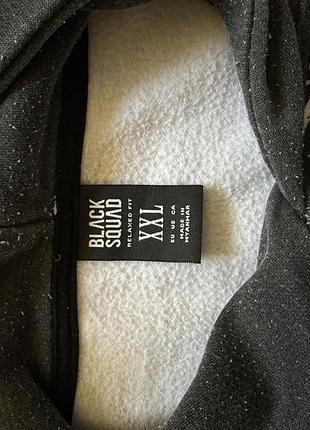 BLACK
SQUAD
RELAXED FIT
XXL
EU US CA
MADE IN
MYANMAR